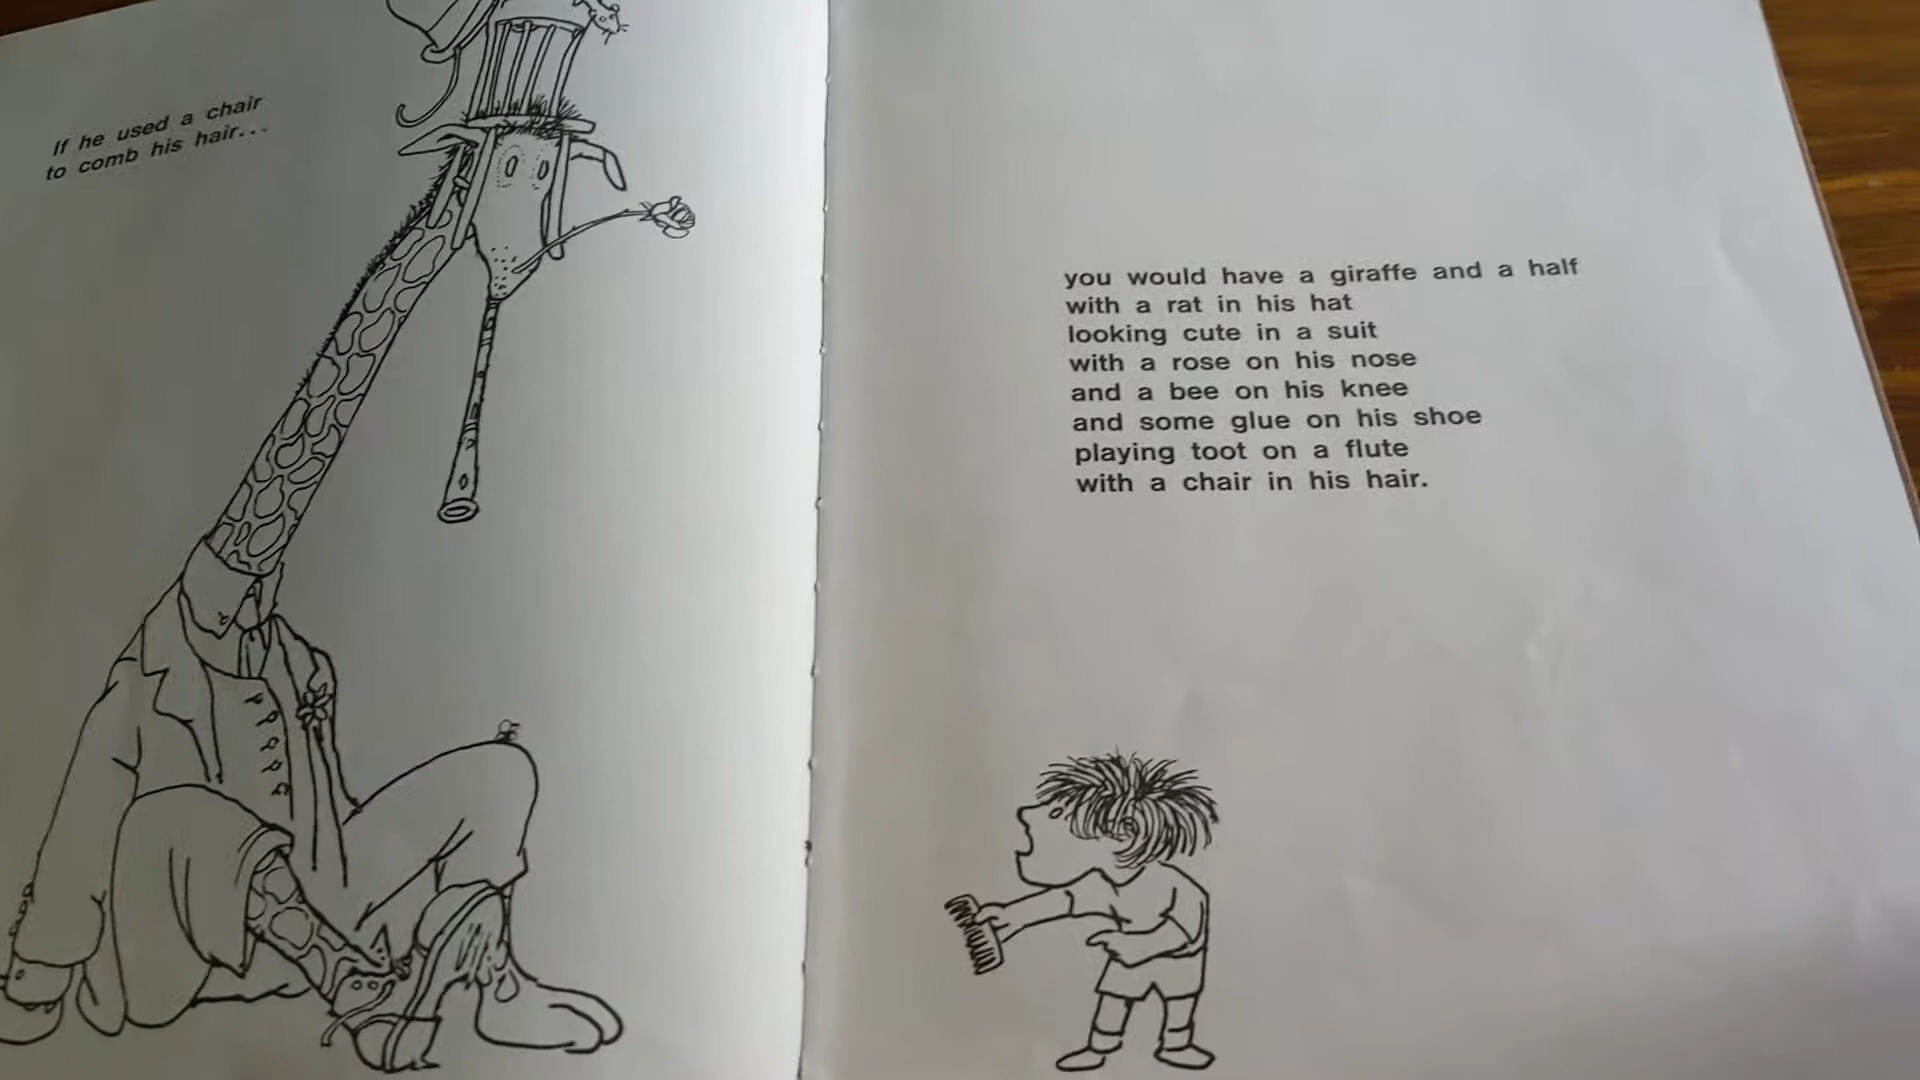 If he used a chair
to comb his hair...
you would have a giraffe and a half
with a rat in his hat
looking cute in a suit
with a rose on his nose
and a bee on his knee
and some glue on his shoe
playing toot on a flute
with a chair in his hair.